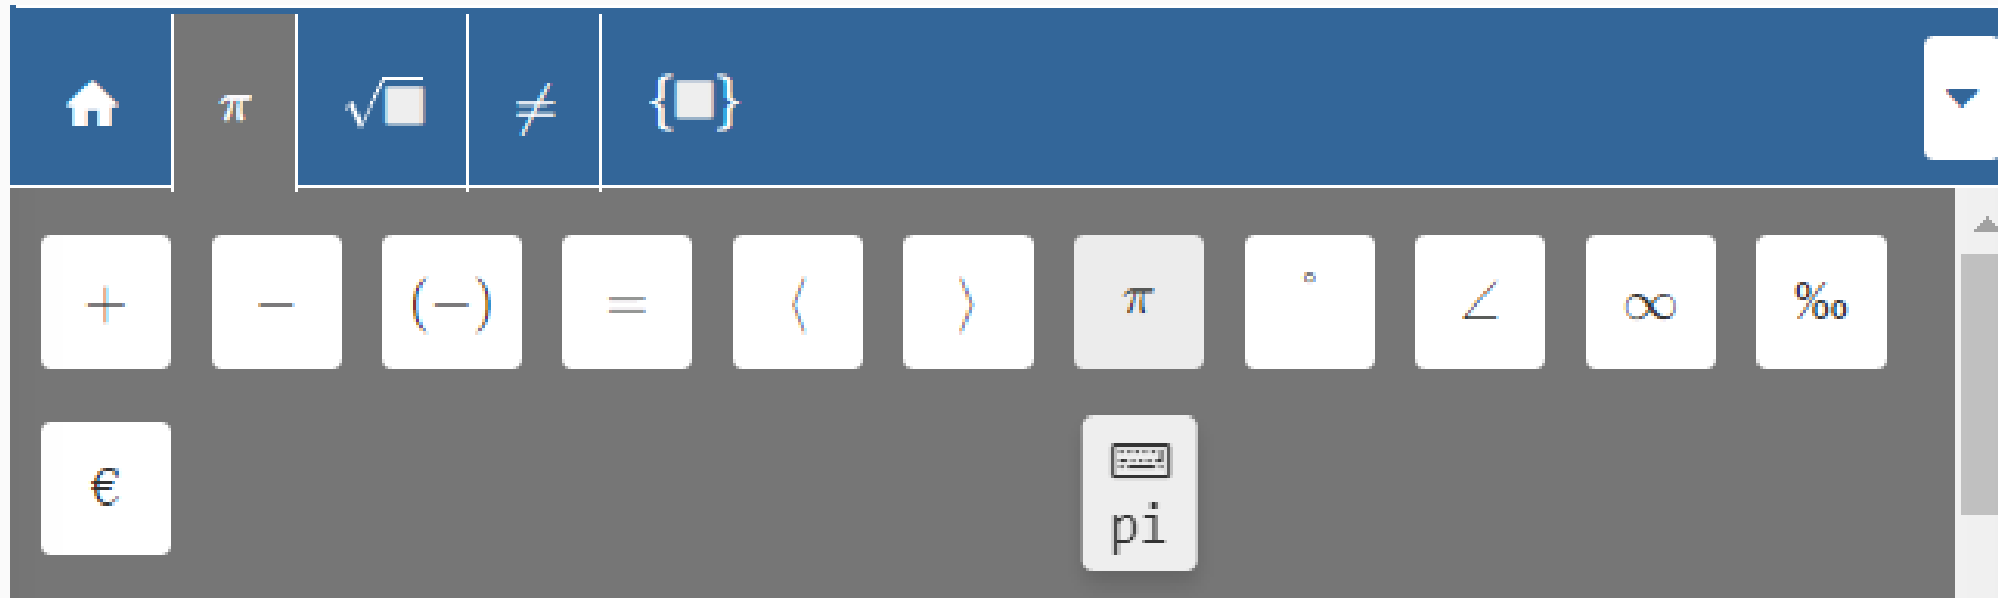 π √ ≠ { }
+ − (−) = ⟨ ⟩ π ° ∠ ∞ ‰
€
pi